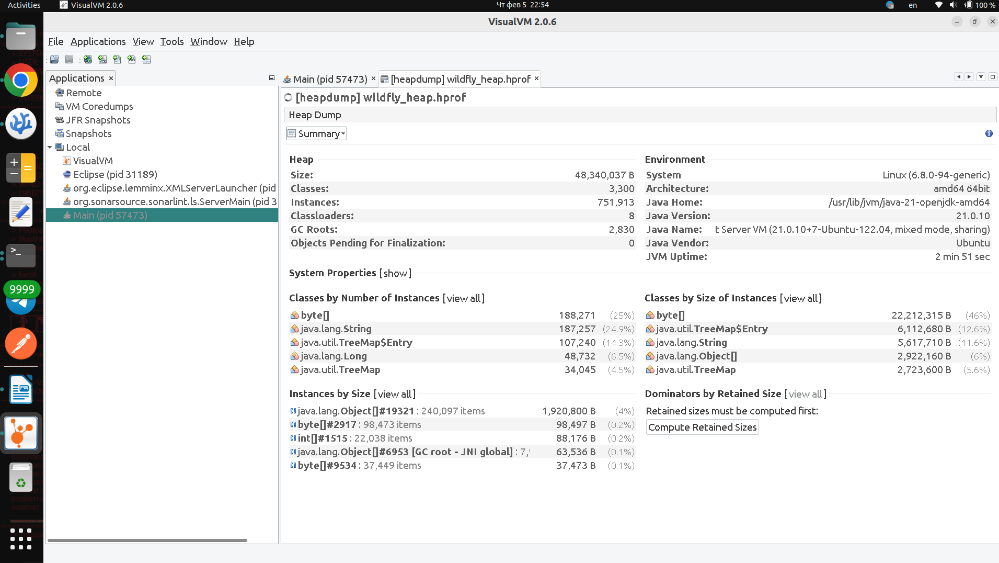 Activities
VisualVM 2.0.6
Чт фев 5 22:54
en
100 %
VisualVM 2.0.6
File Applications View Tools Window Help
Applications
Main (pid 57473)
[heapdump] wildfly_heap.hprof
Remote
VM Coredumps
JFR Snapshots
Snapshots
Local
VisualVM
Eclipse (pid 31189)
org.eclipse.lemminx.XMLServerLauncher (pid
org.sonarsource.sonarlint.ls.ServerMain (pid 3
Main (pid 57473)
9999
[heapdump] wildfly_heap.hprof
Heap Dump
Summary
Heap
Size: 48,340,037 B
Classes: 3,300
Instances: 751,913
Classloaders: 8
GC Roots: 2,830
Objects Pending for Finalization: 0
Environment
System Linux (6.8.0-94-generic)
Architecture: amd64 64bit
Java Home: /usr/lib/jvm/java-21-openjdk-amd64
Java Version: 21.0.10
Java Name: t Server VM (21.0.10+7-Ubuntu-122.04, mixed mode, sharing)
Java Vendor: Ubuntu
JVM Uptime: 2 min 51 sec
System Properties [show]
Classes by Number of Instances [view all]
byte[] 188,271 (25%)
java.lang.String 187,257 (24.9%)
java.util.TreeMap$Entry 107,240 (14.3%)
java.lang.Long 48,732 (6.5%)
java.util.TreeMap 34,045 (4.5%)
Classes by Size of Instances [view all]
byte[] 22,212,315 B (46%)
java.util.TreeMap$Entry 6,112,680 B (12.6%)
java.lang.String 5,617,710 B (11.6%)
java.lang.Object[] 2,922,160 B (6%)
java.util.TreeMap 2,723,600 B (5.6%)
Instances by Size [view all]
java.lang.Object[]#19321 : 240,097 items 1,920,800 B (4%)
byte[]#2917 : 98,473 items 98,497 B (0.2%)
int[]#1515 : 22,038 items 88,176 B (0.2%)
java.lang.Object[]#6953 [GC root - JNI global] : 7, 63,536 B (0.1%)
byte[]#9534 : 37,449 items 37,473 B (0.1%)
Dominators by Retained Size [view all]
Retained sizes must be computed first:
Compute Retained Sizes